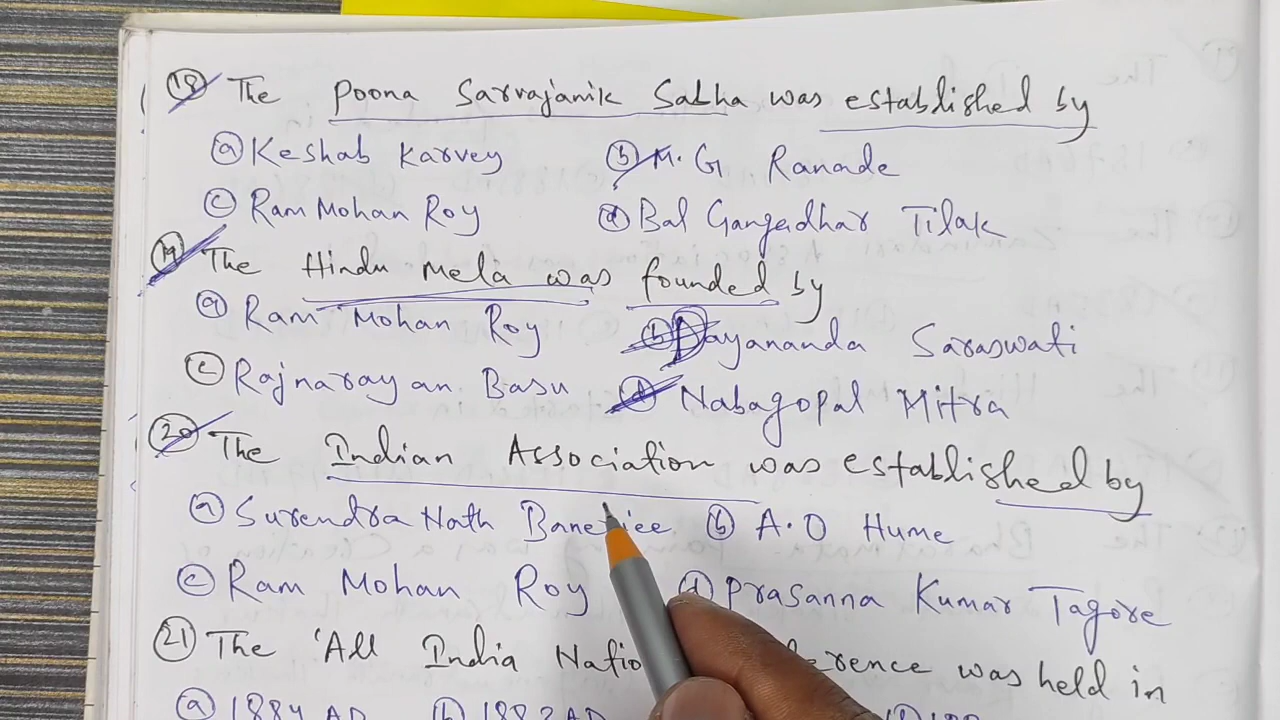 18 The Poona Sarvajanik Sabha was established by
a Keshab Karvey b M. G Ranade
c Ram Mohan Roy d Bal Gangadhar Tilak
19 The Hindu Mela was founded by
a Ram Mohan Roy b Dayananda Saraswati
c Rajnarayan Basu d Nabagopal Mitra
20 The Indian Association was established by
a Surendra Nath Banerjee b A.O Hume
c Ram Mohan Roy d Prasanna Kumar Tagore
21 The 'All India was held in
a 1884 AD b